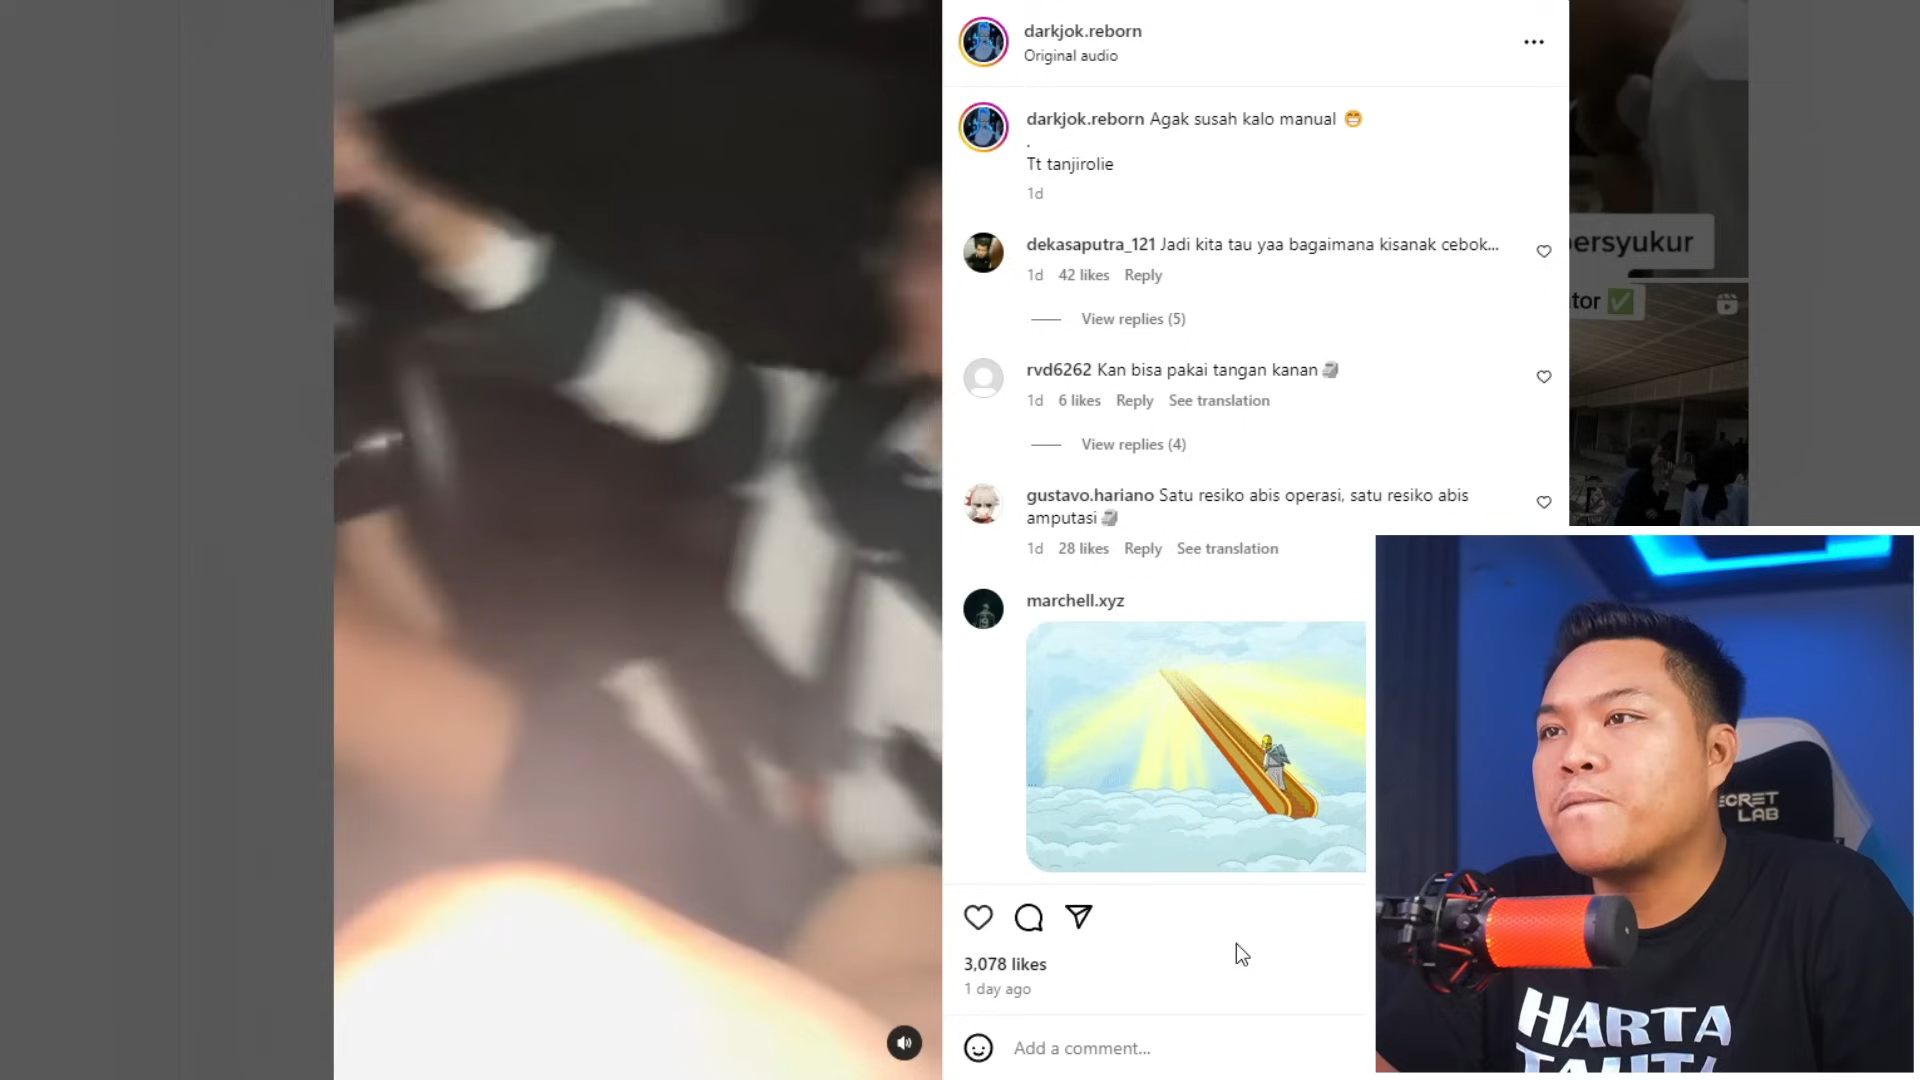 darkjok.reborn
Original audio
darkjok.reborn Agak susah kalo manual 😁
.
Tt tanjirolie
1d
dekasaputra_121 Jadi kita tau yaa bagaimana kisanak cebok...
1d 42 likes Reply
View replies (5)
rvd6262 Kan bisa pakai tangan kanan🗿
1d 6 likes Reply See translation
View replies (4)
gustavo.hariano Satu resiko abis operasi, satu resiko abis
amputasi🗿
1d 28 likes Reply See translation
marchell.xyz
3,078 likes
1 day ago
Add a comment...
ersyukur
tor ✅
ECRET
LAB
HARTA